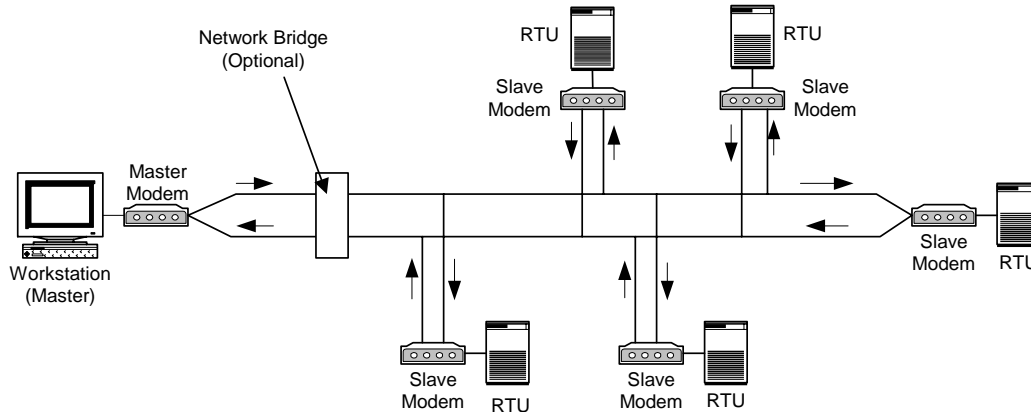 RTU
RTU
Network Bridge
(Optional)
Slave
Modem
Slave
Modem
Master
Modem
Workstation
(Master)
Slave
Modem
RTU
Slave
Modem
RTU
Slave
Modem
RTU